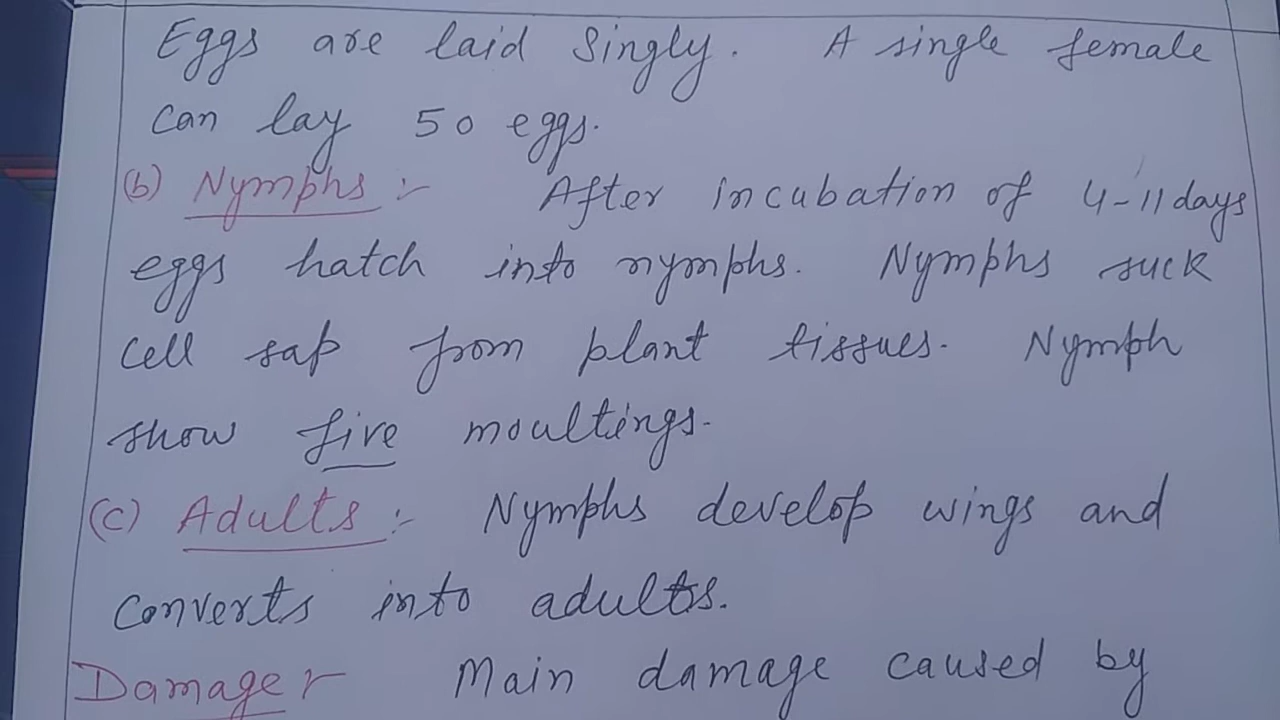 Eggs are laid Singly. A single female
can lay 50 eggs.
(b) Nymphs :- After incubation of 4-11 days
eggs hatch into nymphs. Nymphs suck
cell sap from plant tissues. Nymph
show five moultings.
(c) Adults :- Nymphs develop wings and
converts into adults.
Damage :- Main damage caused by